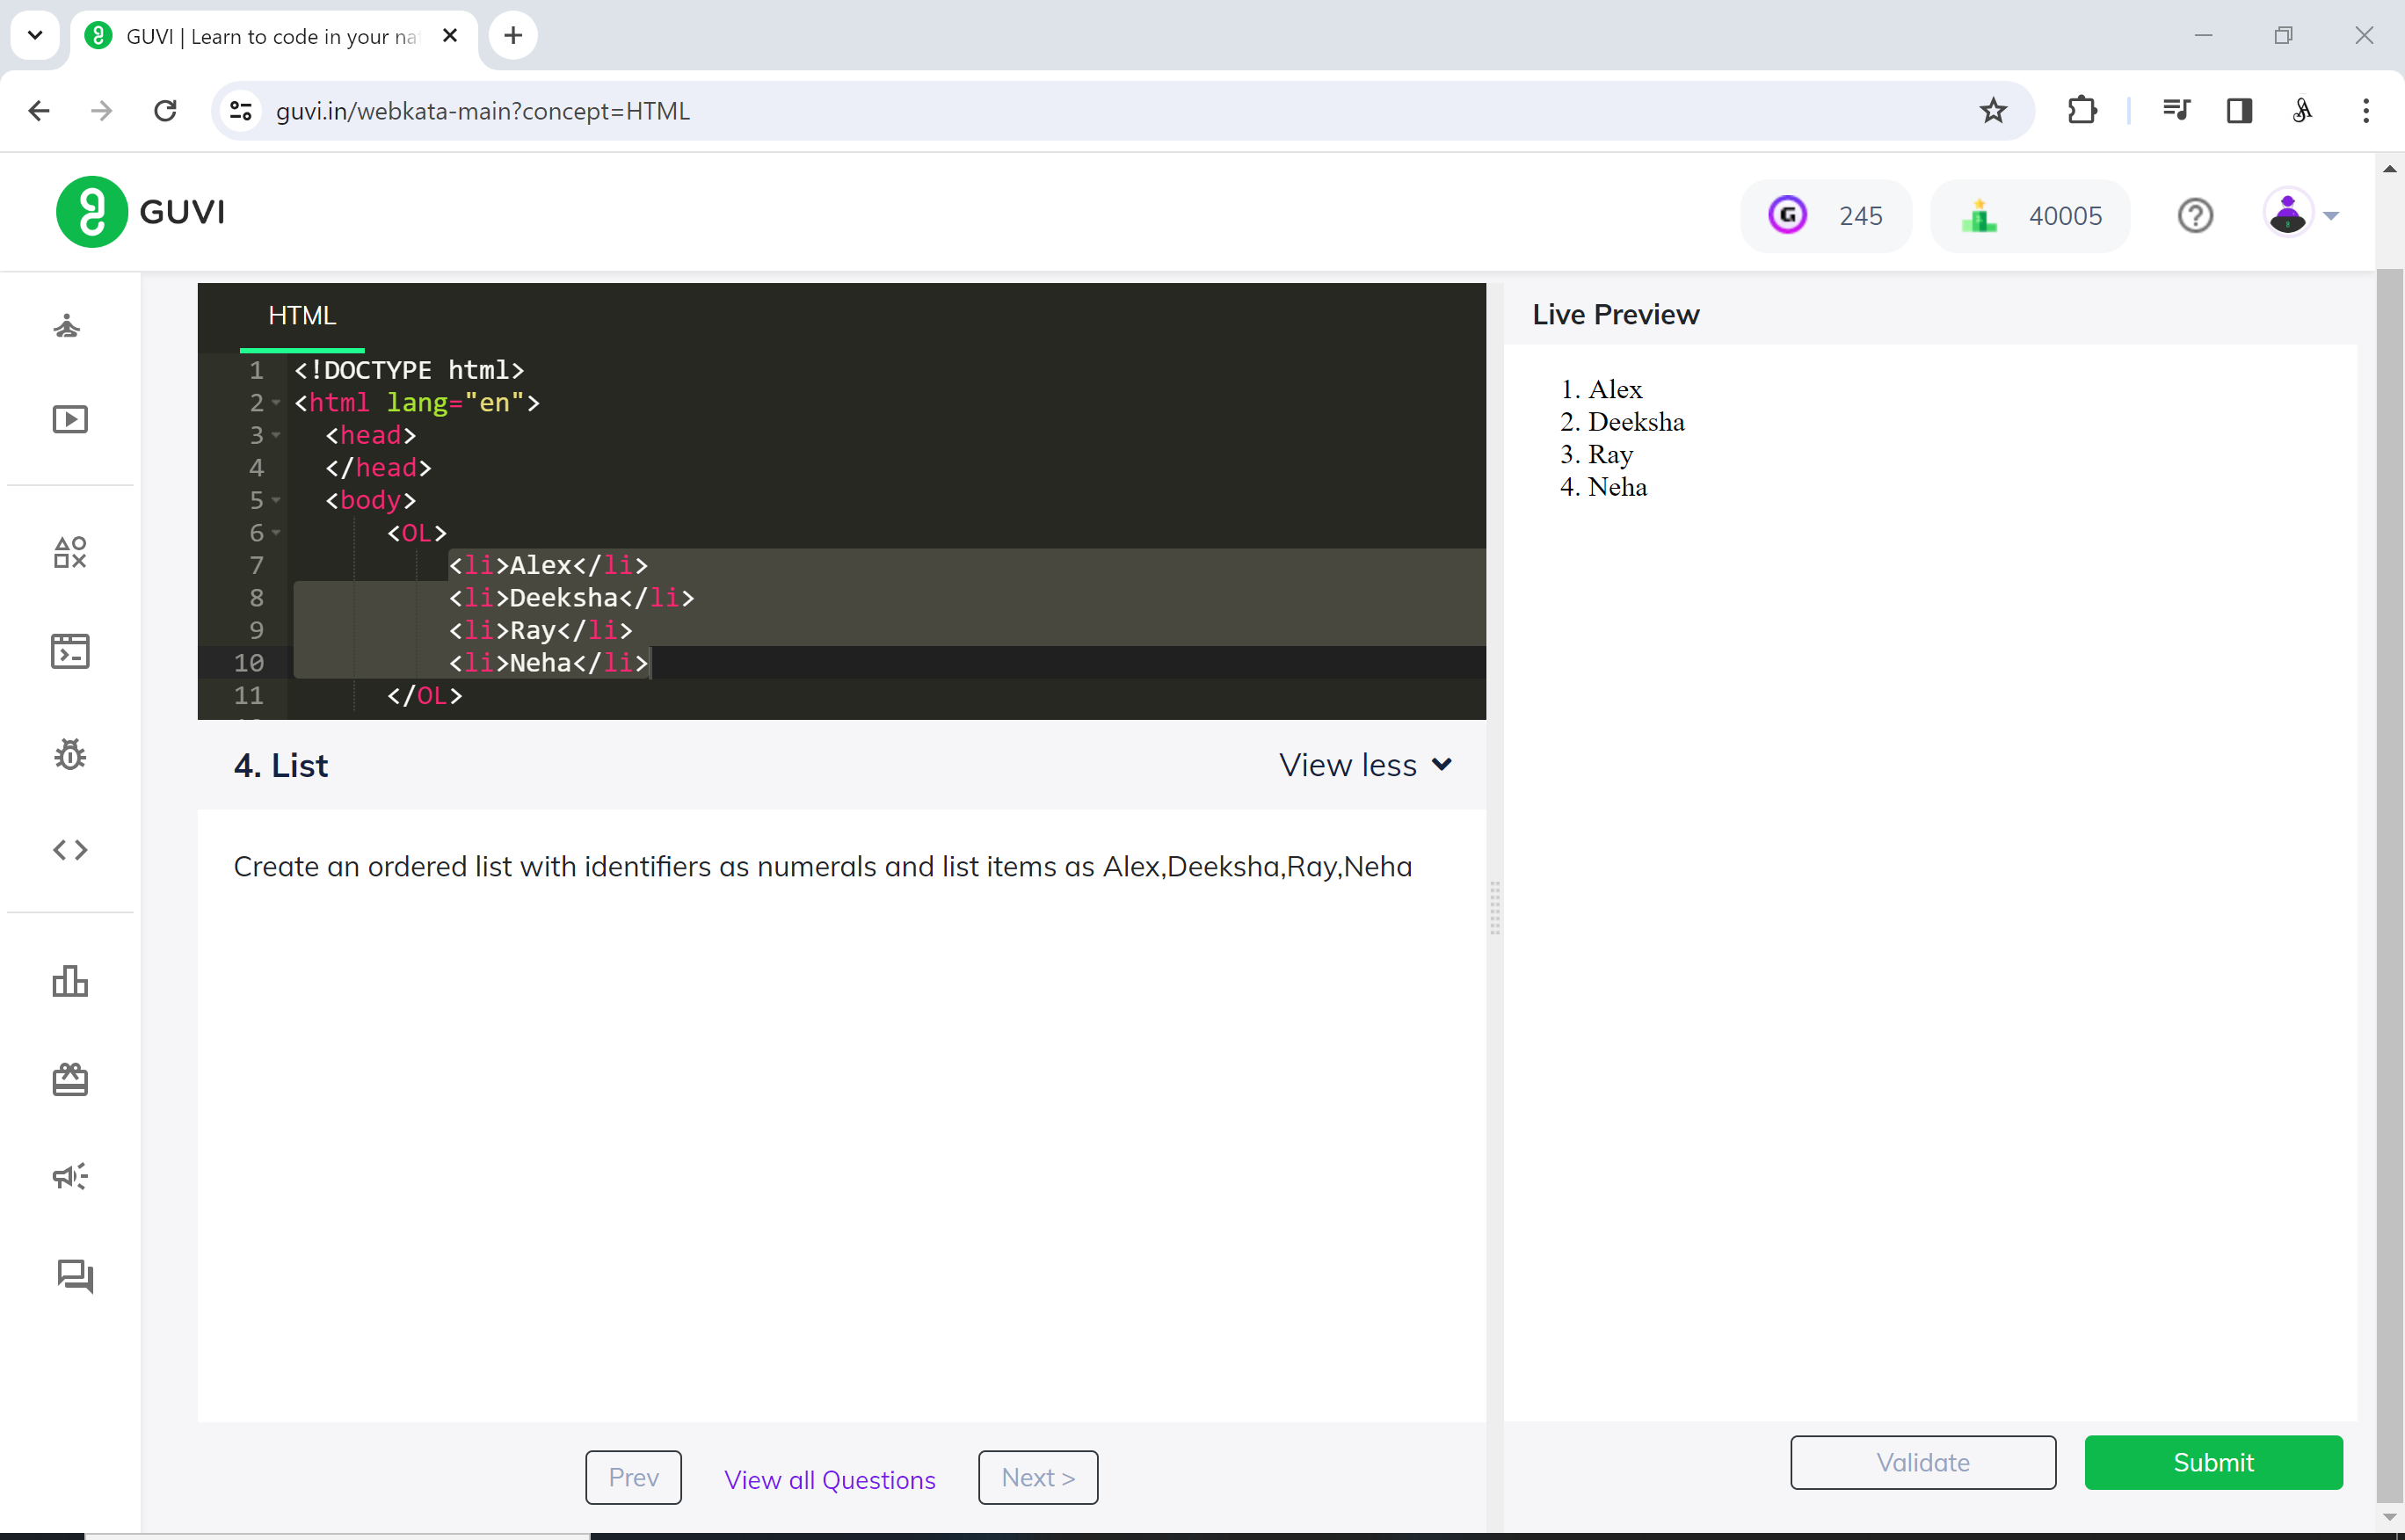 GUVI | Learn to code in your na
guvi.in/webkata-main?concept=HTML
GUVI
G 245
40005
HTML
1 <!DOCTYPE html>
2 <html lang="en">
3 <head>
4 </head>
5 <body>
6 <OL>
7 <li>Alex</li>
8 <li>Deeksha</li>
9 <li>Ray</li>
10 <li>Neha</li>
11 </OL>
4. List
View less
Create an ordered list with identifiers as numerals and list items as Alex,Deeksha,Ray,Neha
Prev
View all Questions
Next >
Live Preview
1. Alex
2. Deeksha
3. Ray
4. Neha
Validate
Submit